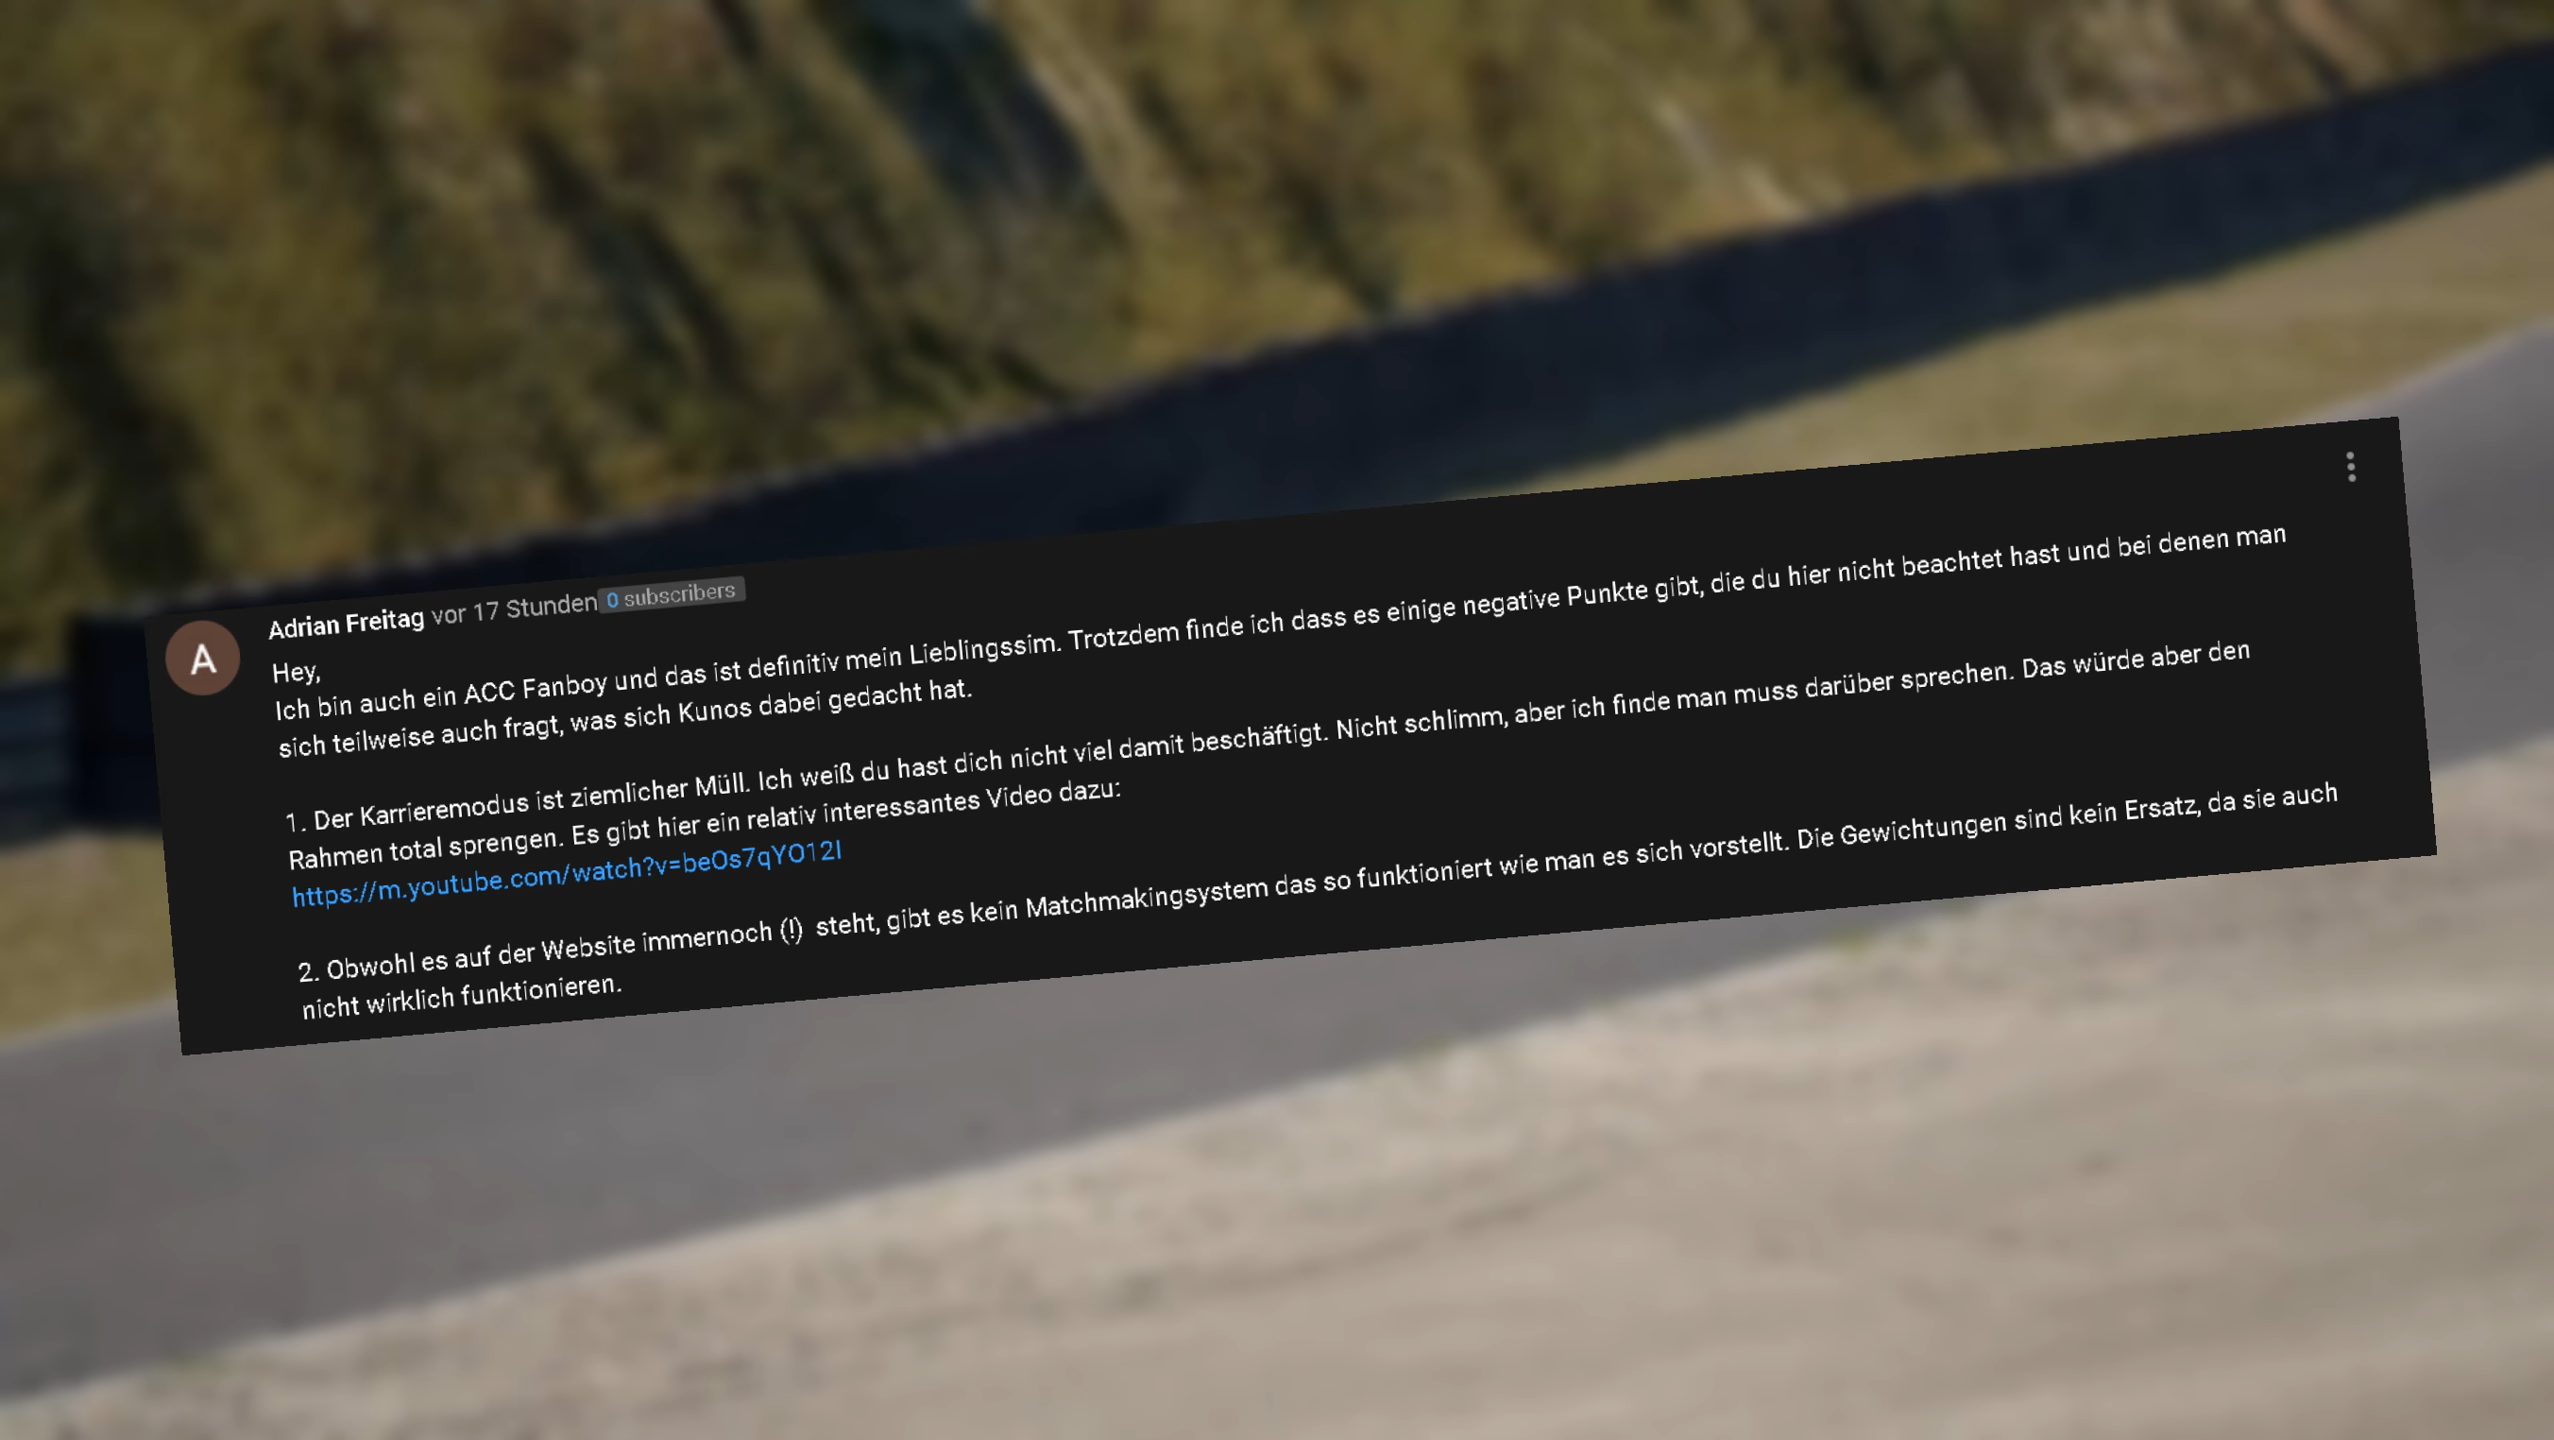 A
Adrian Freitag vor 17 Stunden 0 subscribers
Hey,
Ich bin auch ein ACC Fanboy und das ist definitiv mein Lieblingssim. Trotzdem finde ich dass es einige negative Punkte gibt, die du hier nicht beachtet hast und bei denen man
sich teilweise auch fragt, was sich Kunos dabei gedacht hat.
1. Der Karrieremodus ist ziemlicher Müll. Ich weiß du hast dich nicht viel damit beschäftigt. Nicht schlimm, aber ich finde man muss darüber sprechen. Das würde aber den
Rahmen total sprengen. Es gibt hier ein relativ interessantes Video dazu:
https://m.youtube.com/watch?v=beOs7qYO12I
2. Obwohl es auf der Website immernoch (!)  steht, gibt es kein Matchmakingsystem das so funktioniert wie man es sich vorstellt. Die Gewichtungen sind kein Ersatz, da sie auch
nicht wirklich funktionieren.